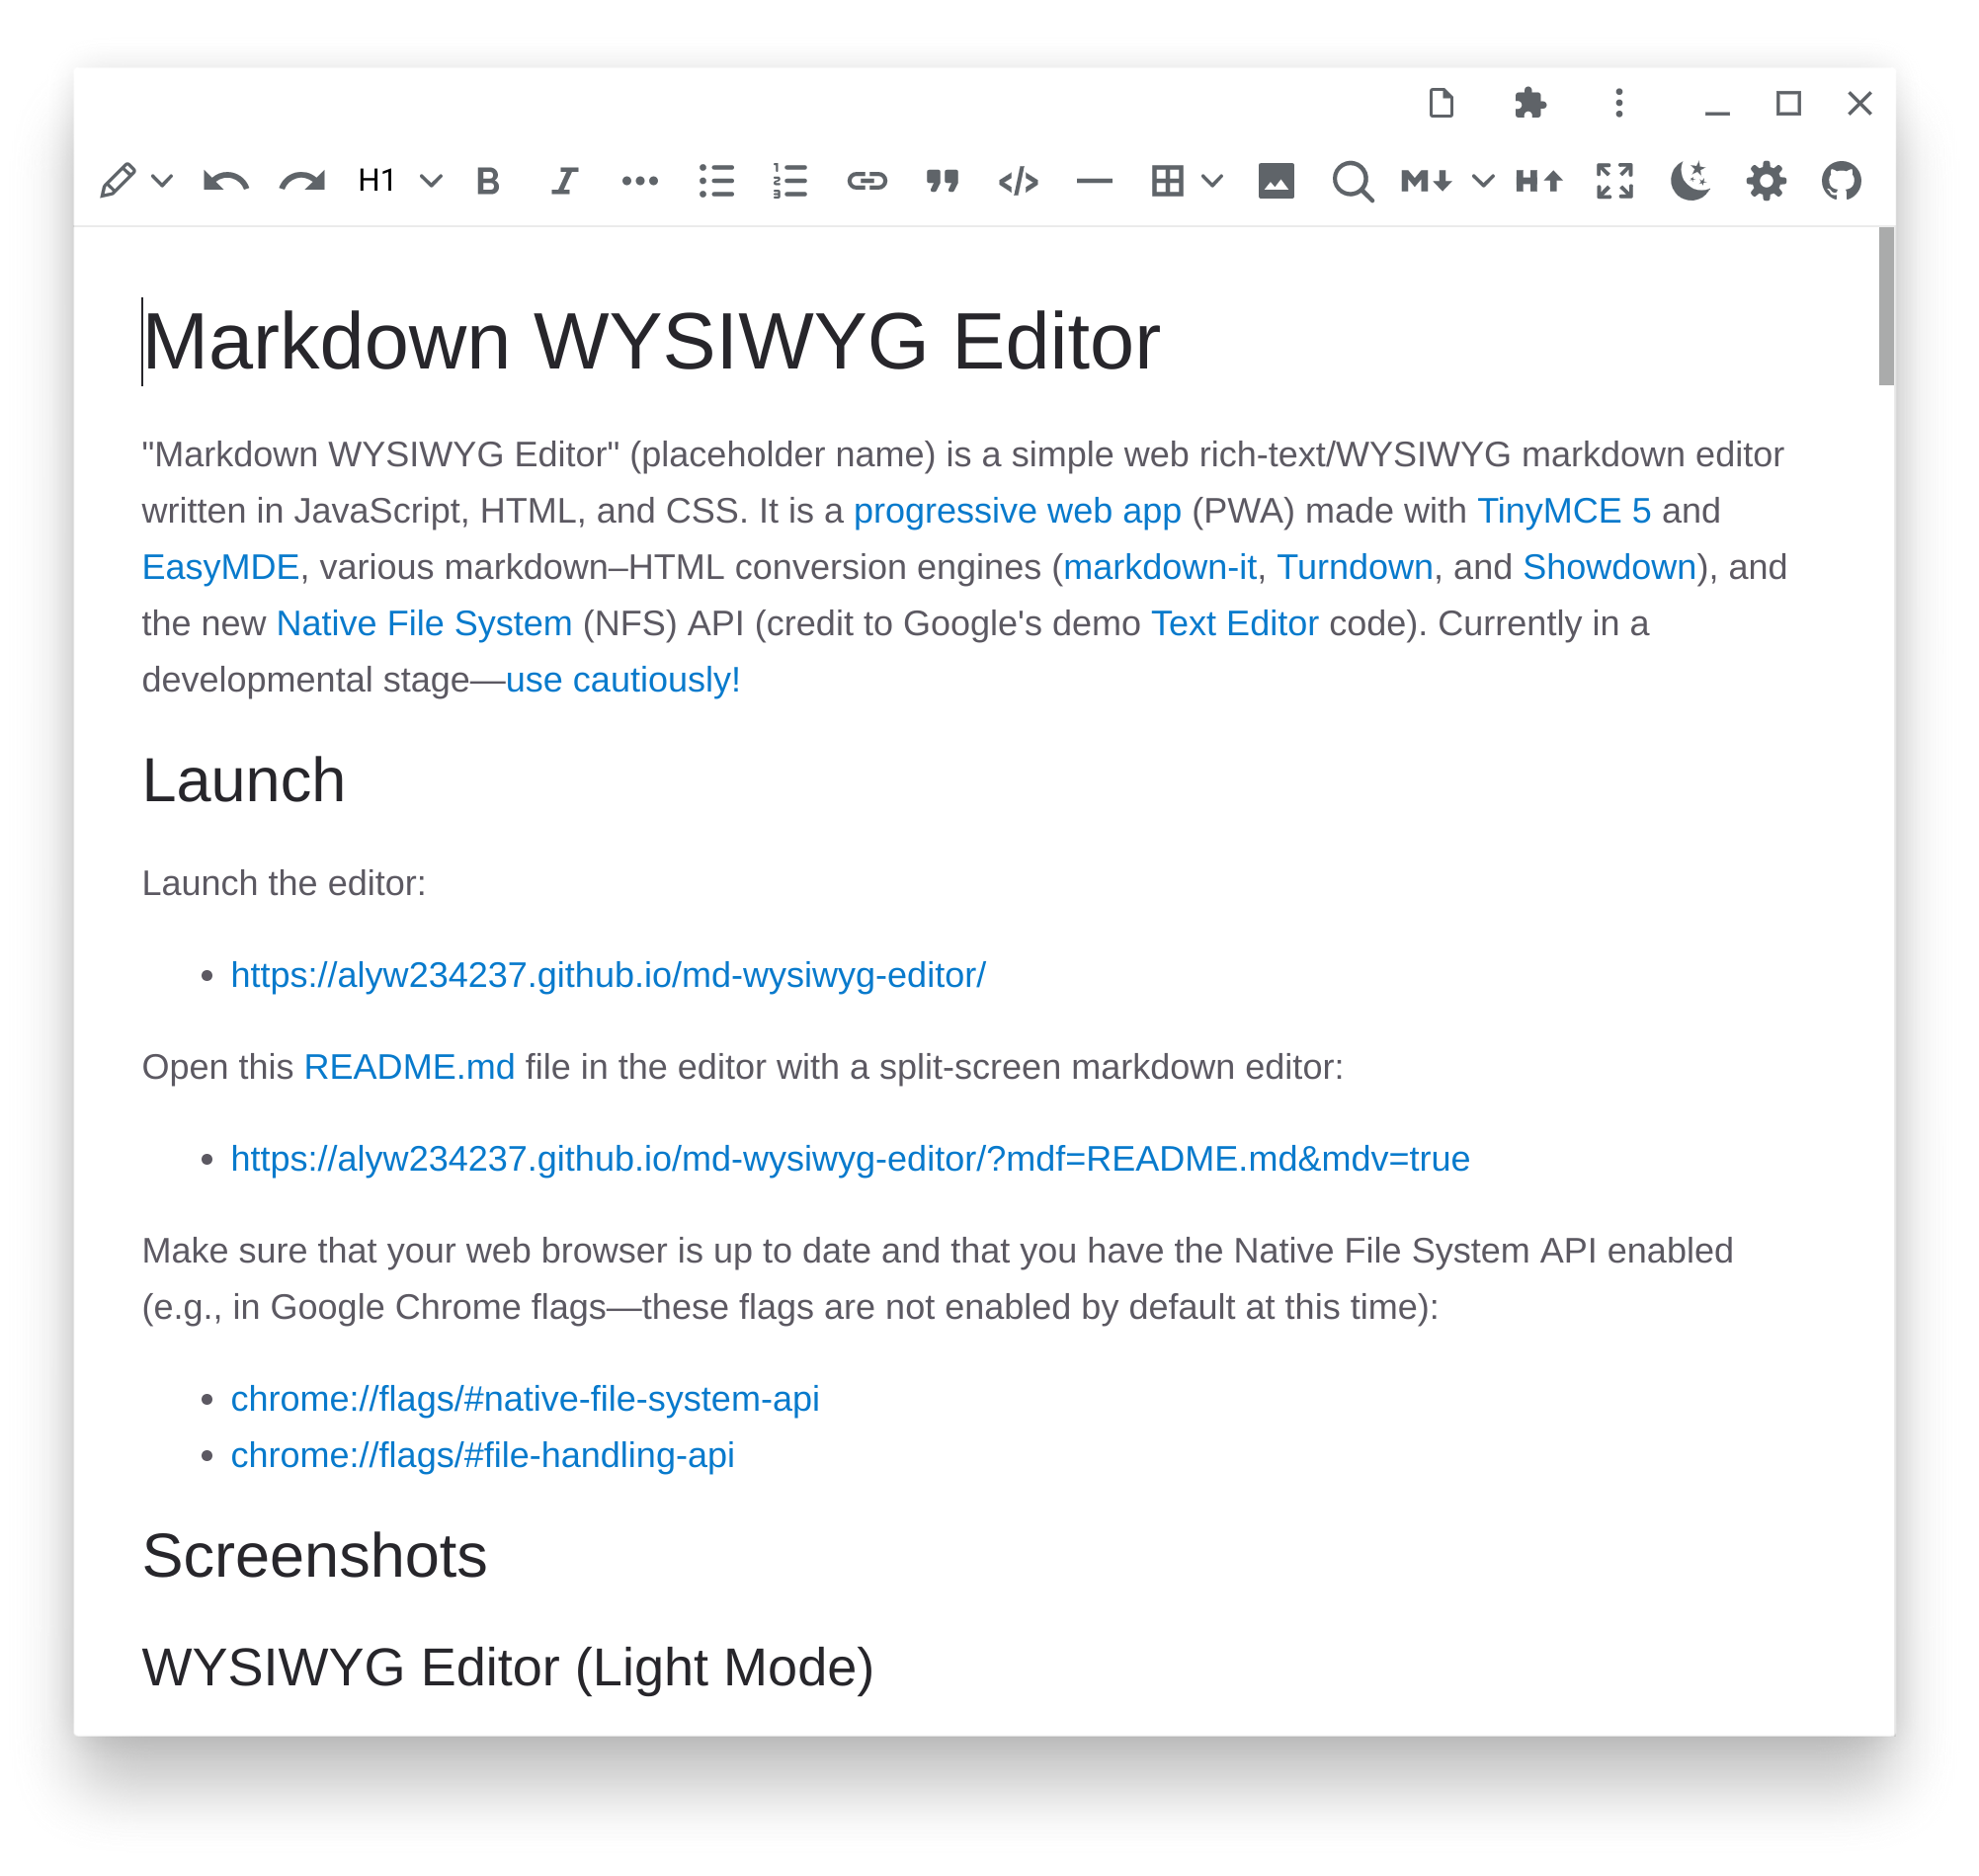 H1 B I
M H
Markdown WYSIWYG Editor
"Markdown WYSIWYG Editor" (placeholder name) is a simple web rich-text/WYSIWYG markdown editor
written in JavaScript, HTML, and CSS. It is a progressive web app (PWA) made with TinyMCE 5 and
EasyMDE, various markdown–HTML conversion engines (markdown-it, Turndown, and Showdown), and
the new Native File System (NFS) API (credit to Google's demo Text Editor code). Currently in a
developmental stage—use cautiously!
Launch
Launch the editor:
• https://alyw234237.github.io/md-wysiwyg-editor/
Open this README.md file in the editor with a split-screen markdown editor:
• https://alyw234237.github.io/md-wysiwyg-editor/?mdf=README.md&mdv=true
Make sure that your web browser is up to date and that you have the Native File System API enabled
(e.g., in Google Chrome flags—these flags are not enabled by default at this time):
• chrome://flags/#native-file-system-api
• chrome://flags/#file-handling-api
Screenshots
WYSIWYG Editor (Light Mode)